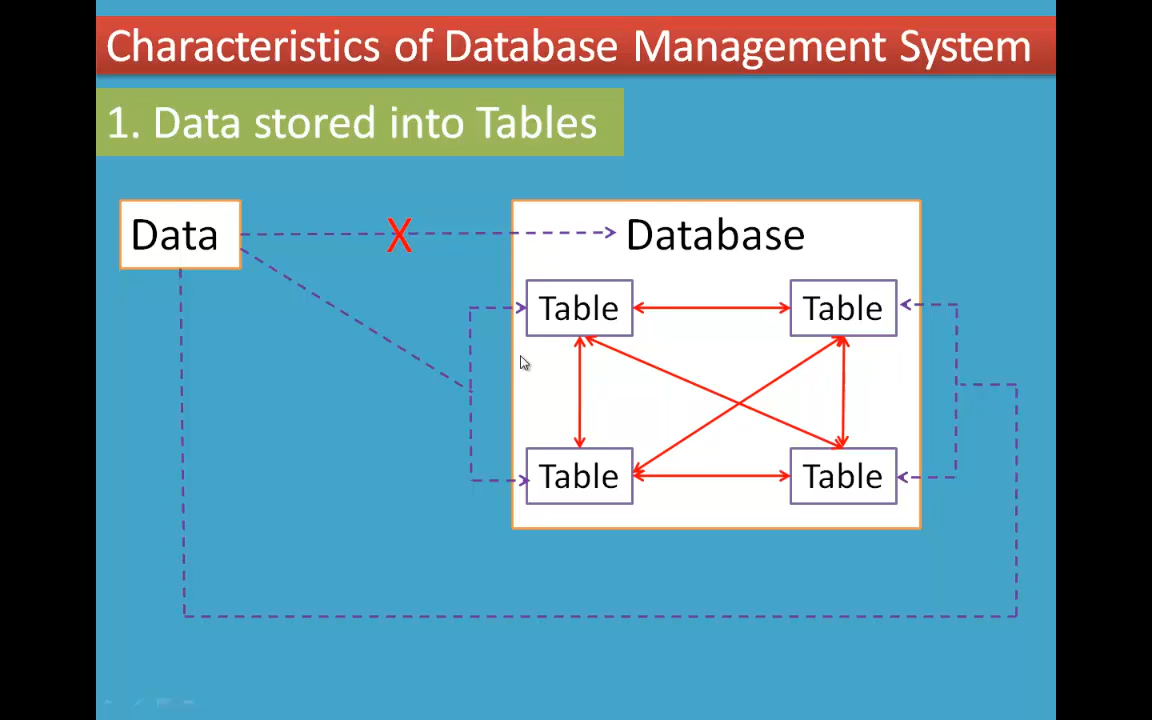 Characteristics of Database Management System
1. Data stored into Tables
Data
X
Database
Table
Table
Table
Table